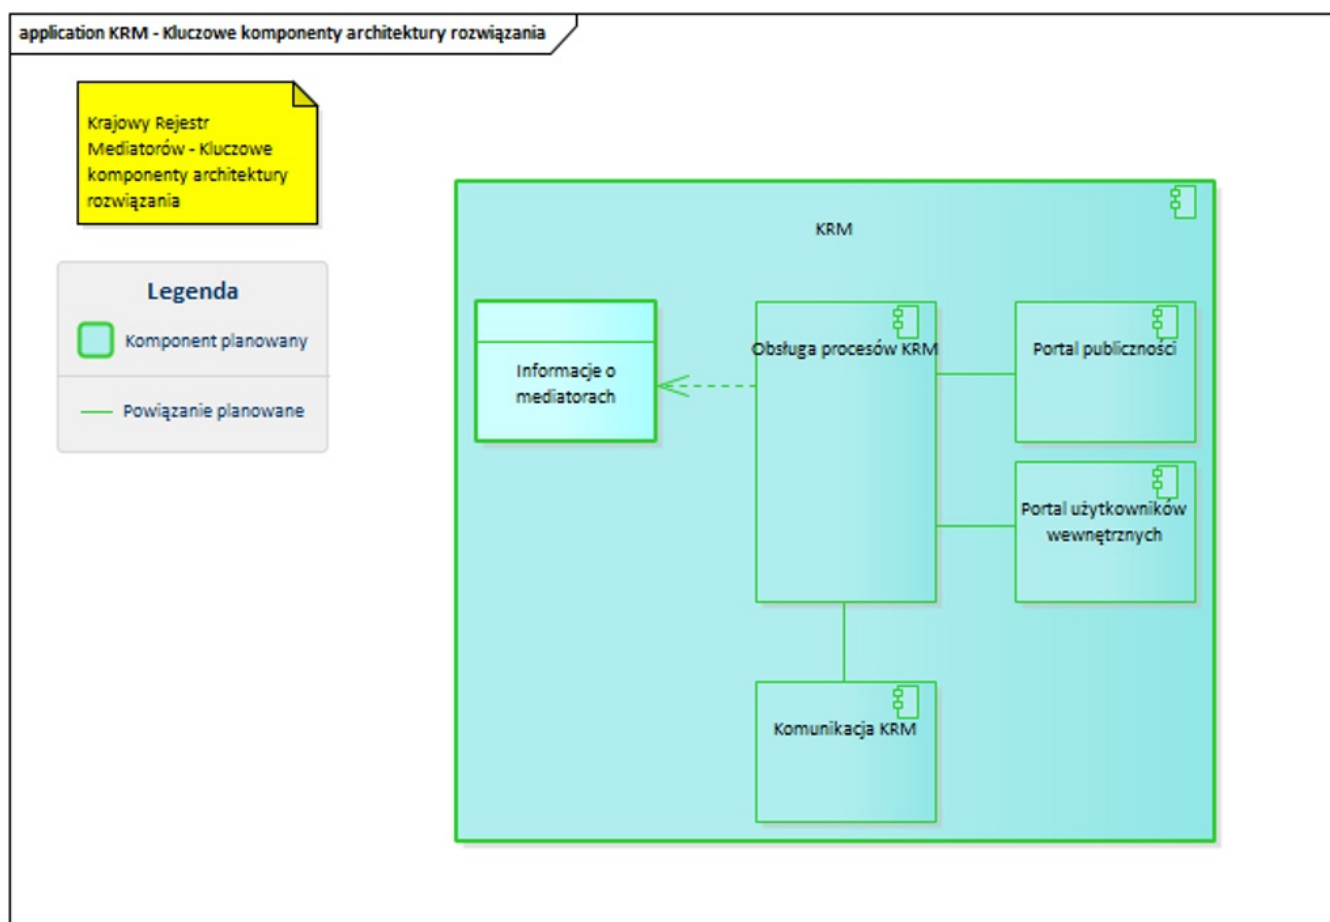 application KRM - Kluczowe komponenty architektury rozwiązania
Krajowy Rejestr
Mediatorów - Kluczowe
komponenty architektury
rozwiązania
Legenda
Komponent planowany
Powiązanie planowane
KRM
Informacje o
mediatorach
Obsługa procesów KRM
Portal publiczności
Portal użytkowników
wewnętrznych
Komunikacja KRM